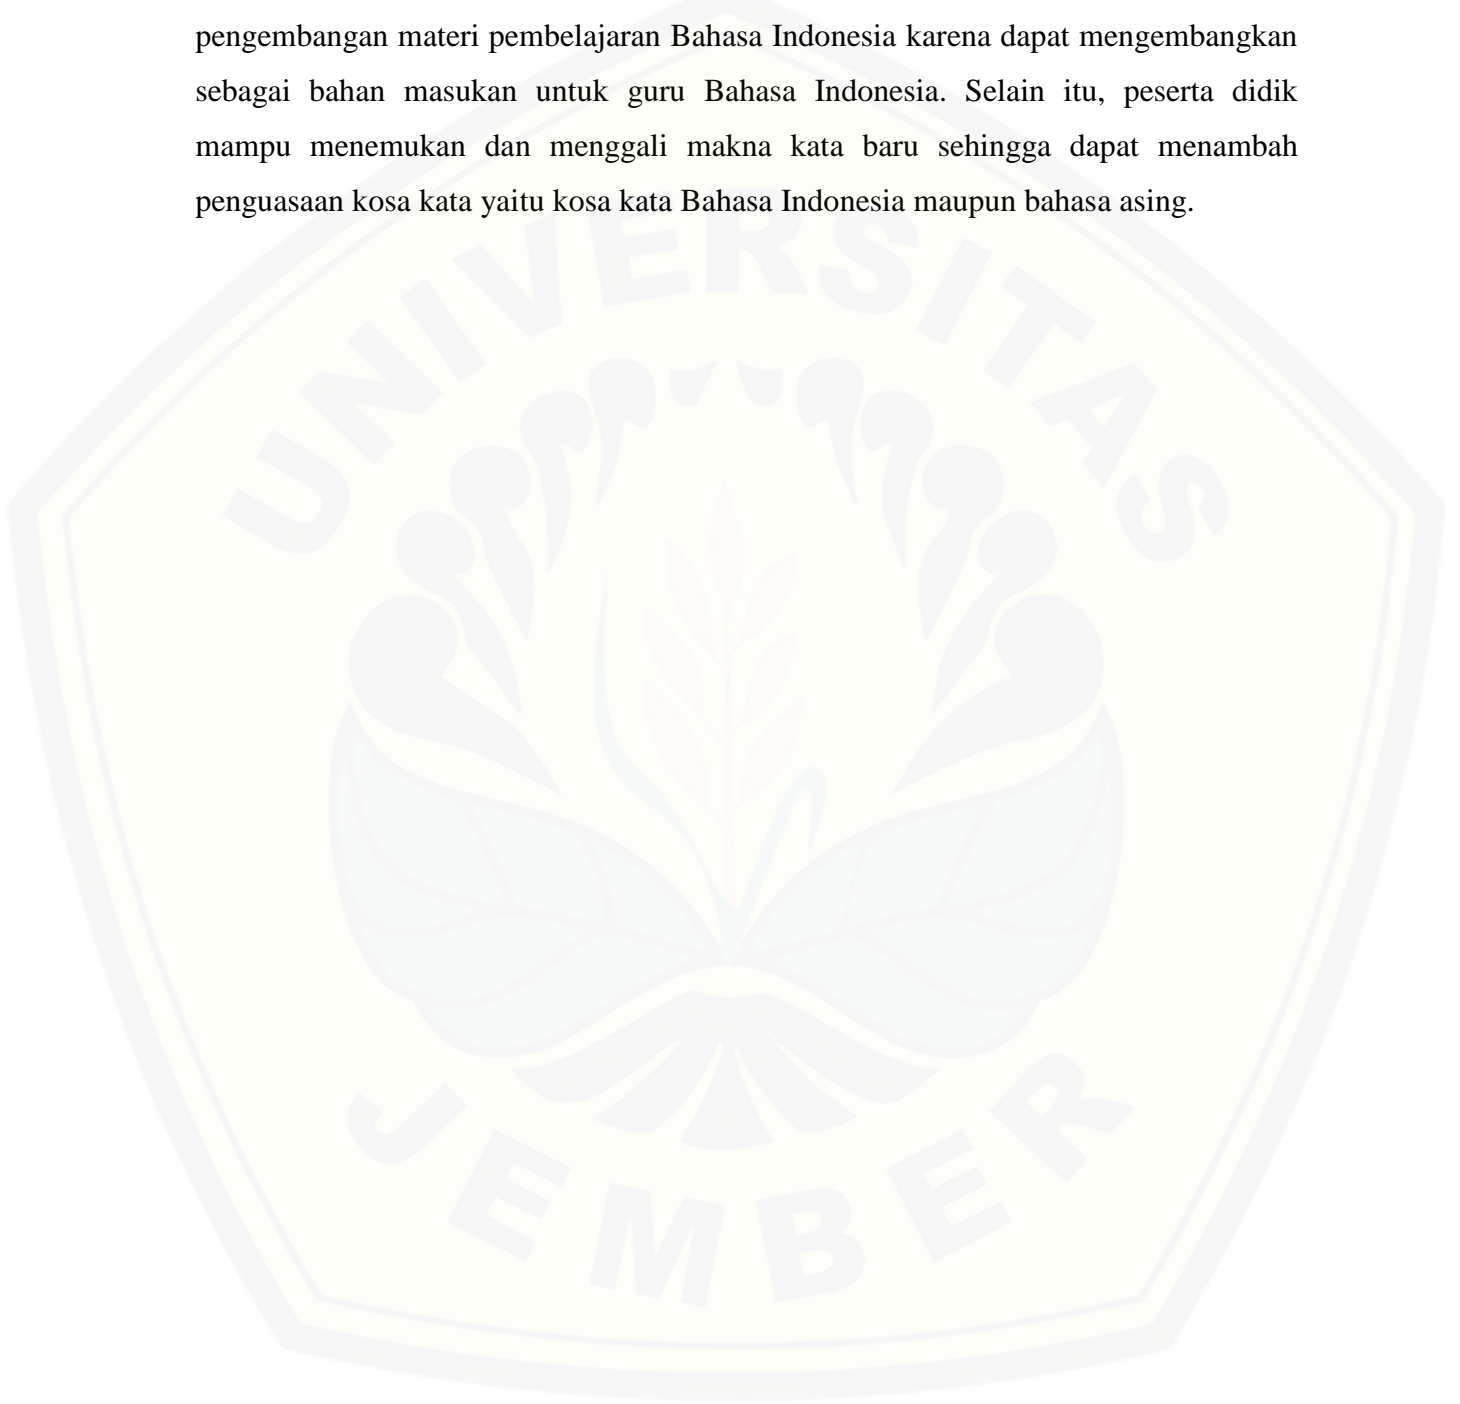 pengembangan materi pembelajaran Bahasa Indonesia karena dapat mengembangkan
sebagai bahan masukan untuk guru Bahasa Indonesia. Selain itu, peserta didik
mampu menemukan dan menggali makna kata baru sehingga dapat menambah
penguasaan kosa kata yaitu kosa kata Bahasa Indonesia maupun bahasa asing.
UNIVERSITAS
JEMBER